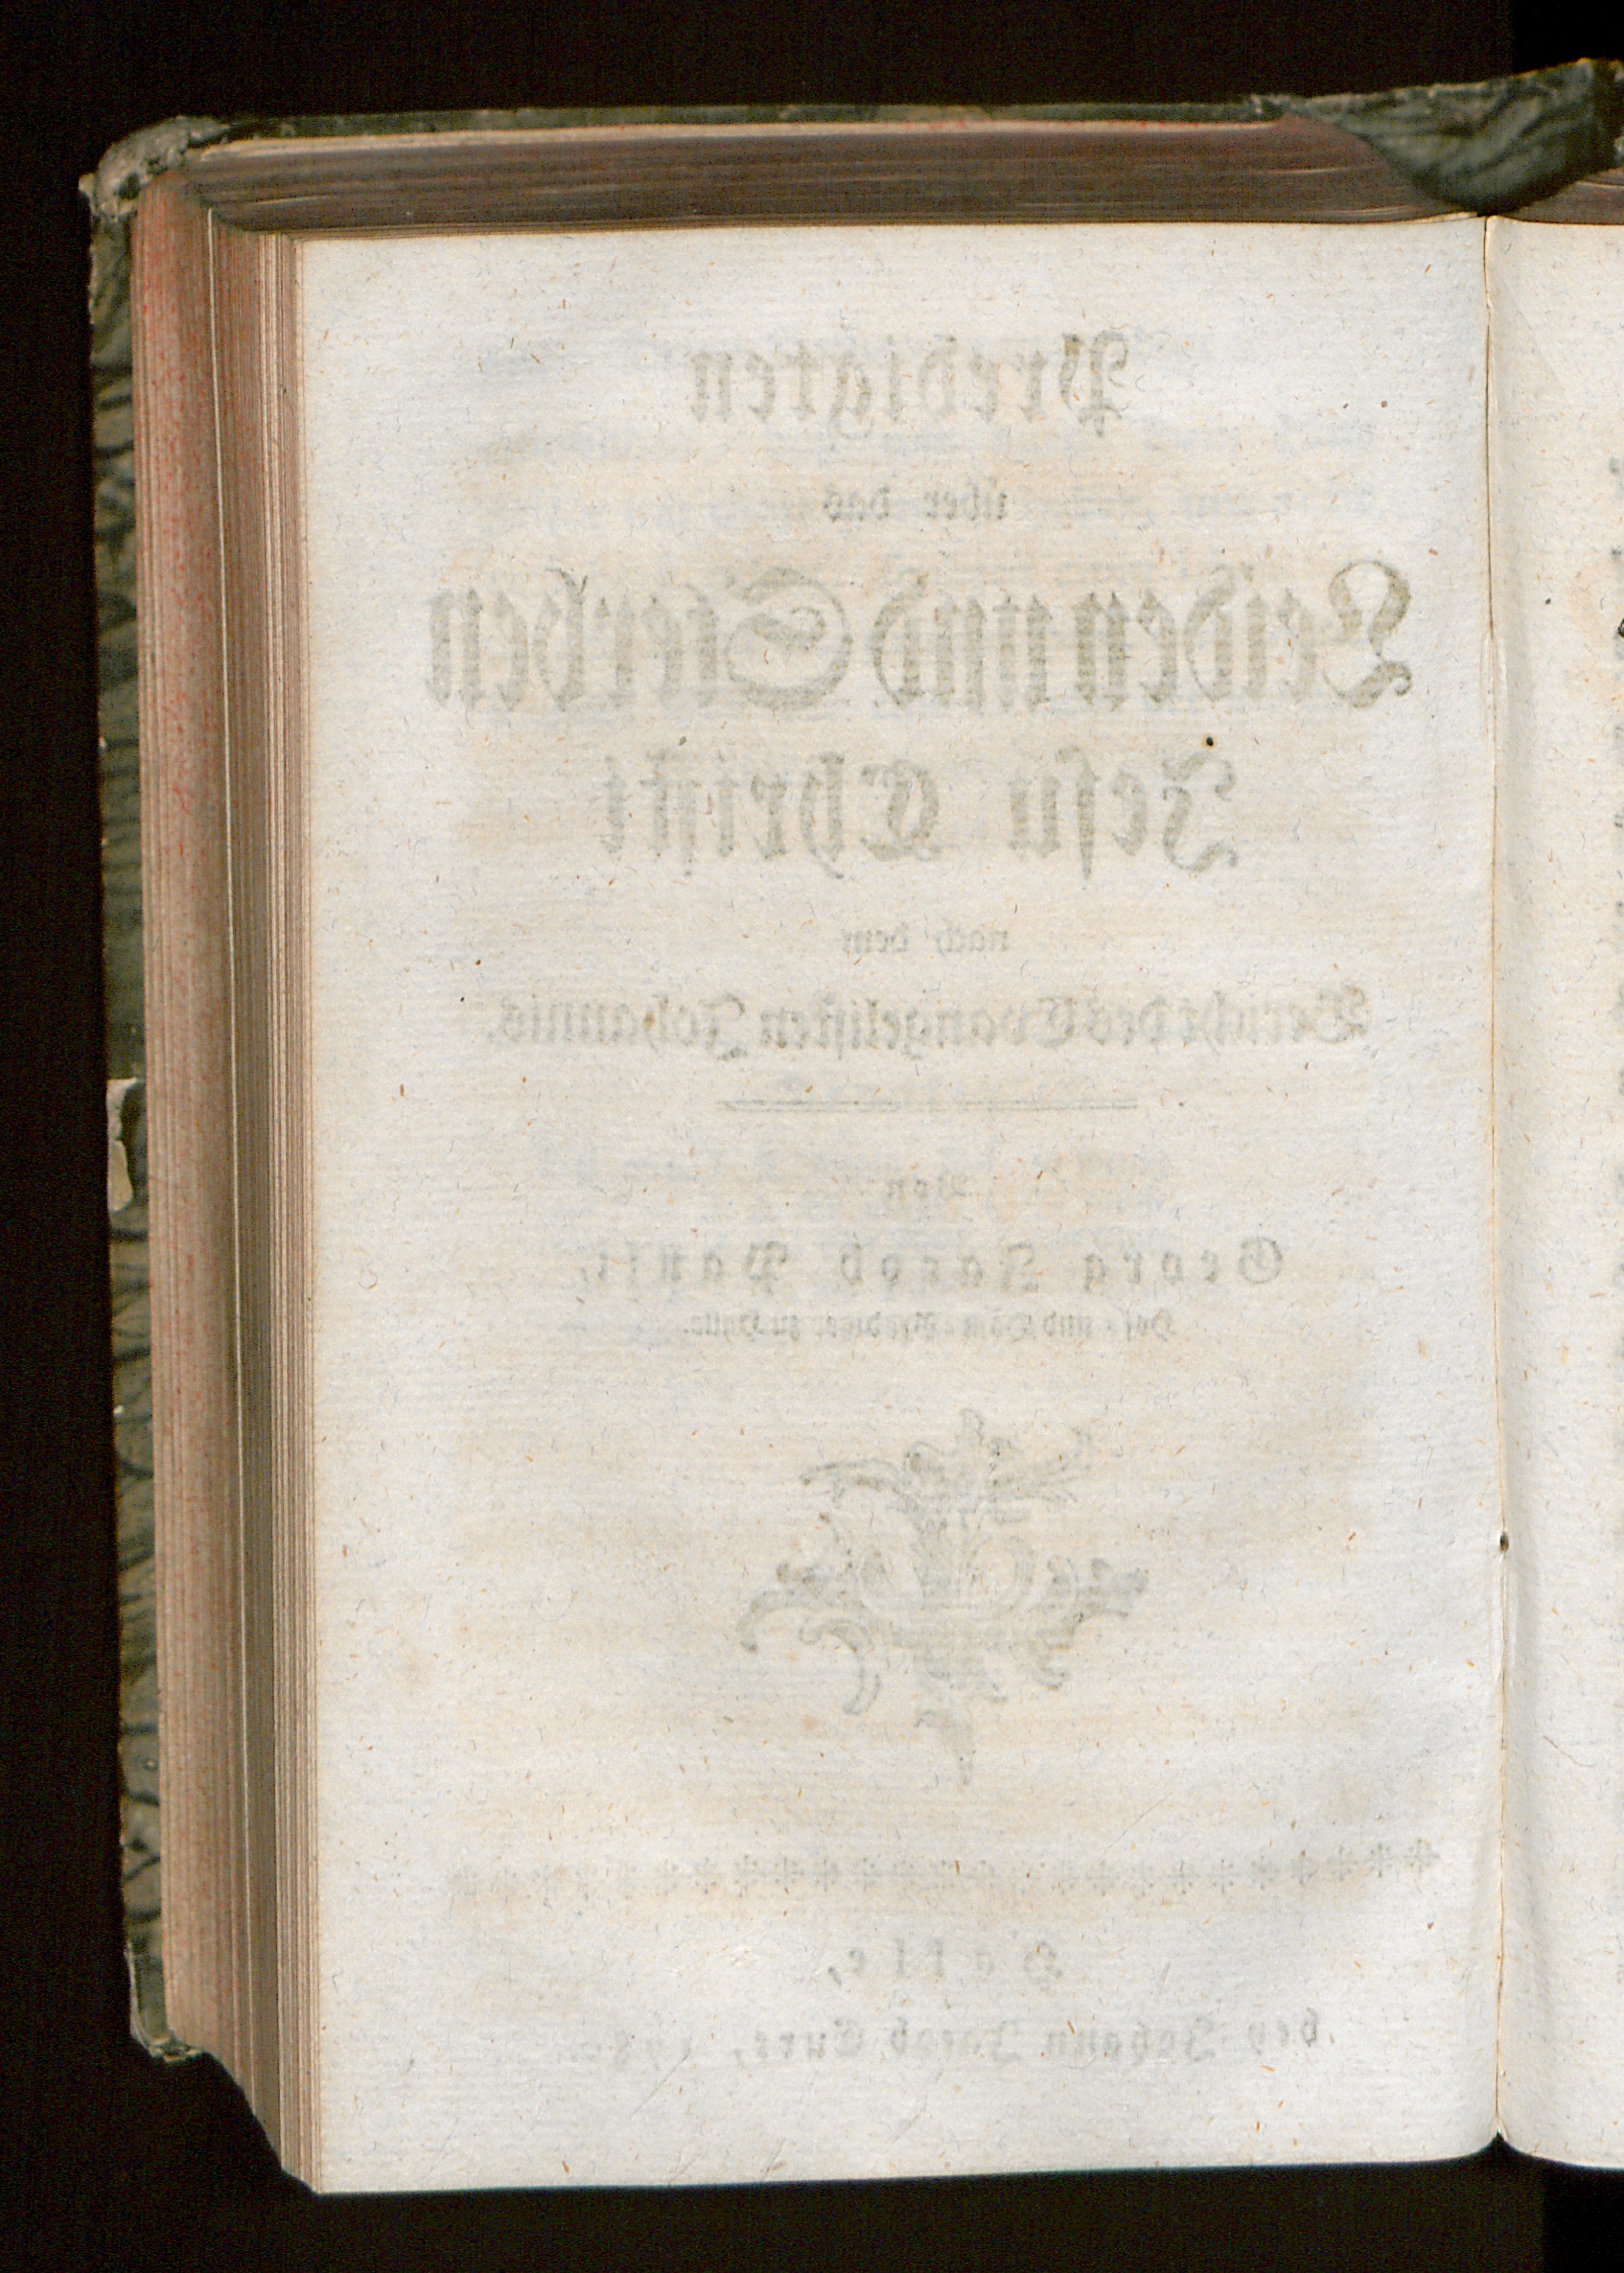 Predigten
über das
Leiden und Sterben
Jesu Christi
nach dem
Bericht des Evangelisten Johannis.
von
Georg Jacob Pauli,
Hof- und Dom-Prediger zu Halle.
Halle,
bey Johann Jacob Curt,